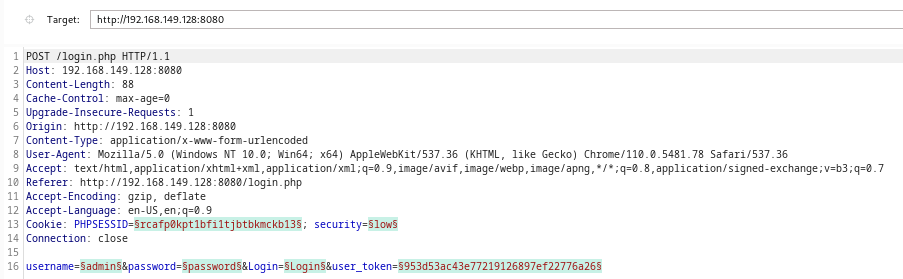 Target: http://192.168.149.128:8080
1 POST /login.php HTTP/1.1
2 Host: 192.168.149.128:8080
3 Content-Length: 88
4 Cache-Control: max-age=0
5 Upgrade-Insecure-Requests: 1
6 Origin: http://192.168.149.128:8080
7 Content-Type: application/x-www-form-urlencoded
8 User-Agent: Mozilla/5.0 (Windows NT 10.0; Win64; x64) AppleWebKit/537.36 (KHTML, like Gecko) Chrome/110.0.5481.78 Safari/537.36
9 Accept: text/html,application/xhtml+xml,application/xml;q=0.9,image/avif,image/webp,image/apng,*/*;q=0.8,application/signed-exchange;v=b3;q=0.7
10 Referer: http://192.168.149.128:8080/login.php
11 Accept-Encoding: gzip, deflate
12 Accept-Language: en-US,en;q=0.9
13 Cookie: PHPSESSID=§rcafp0kpt1bfi1tjbtbkmckb13§; security=§low§
14 Connection: close
15
16 username=§admin§&password=§password§&Login=§Login§&user_token=§953d53ac43e77219126897ef22776a26§